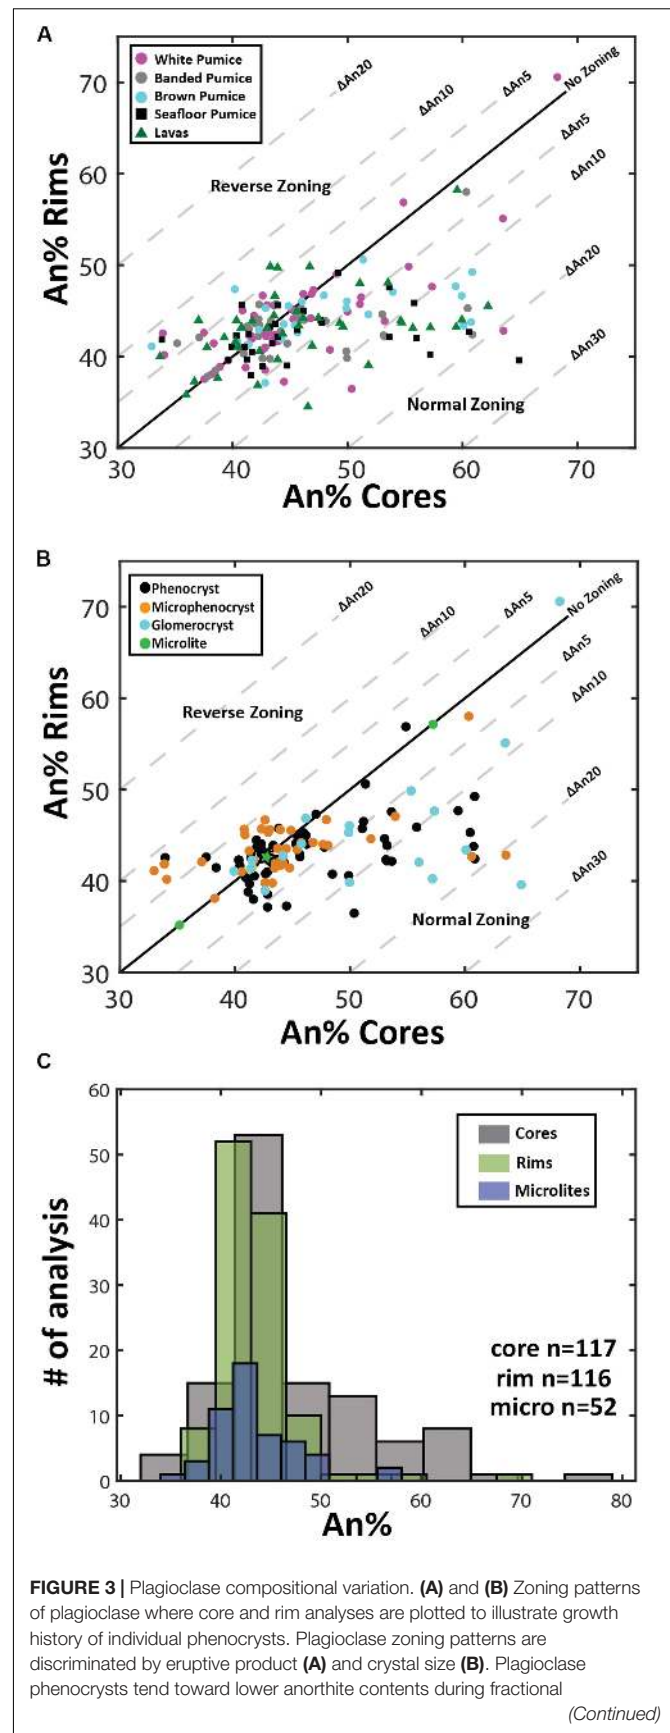 A
70
60
50
40
30
An% Rims
White Pumice
Banded Pumice
Brown Pumice
Seafloor Pumice
Lavas
ΔAn20
ΔAn10
ΔAn5
No Zoning
ΔAn5
ΔAn10
ΔAn20
ΔAn30
Reverse Zoning
Normal Zoning
30 40 50 60 70
An% Cores
B
70
60
50
40
30
An% Rims
Phenocryst
Microphenocryst
Glomerocryst
Microlite
ΔAn20
ΔAn10
ΔAn5
No Zoning
ΔAn5
ΔAn10
ΔAn20
ΔAn30
Reverse Zoning
Normal Zoning
30 40 50 60 70
An% Cores
C
60
50
40
30
20
10
0
# of analysis
Cores
Rims
Microlites
core n=117
rim n=116
micro n=52
30 40 50 60 70 80
An%
FIGURE 3 | Plagioclase compositional variation. (A) and (B) Zoning patterns
of plagioclase where core and rim analyses are plotted to illustrate growth
history of individual phenocrysts. Plagioclase zoning patterns are
discriminated by eruptive product (A) and crystal size (B). Plagioclase
phenocrysts tend toward lower anorthite contents during fractional
(Continued)